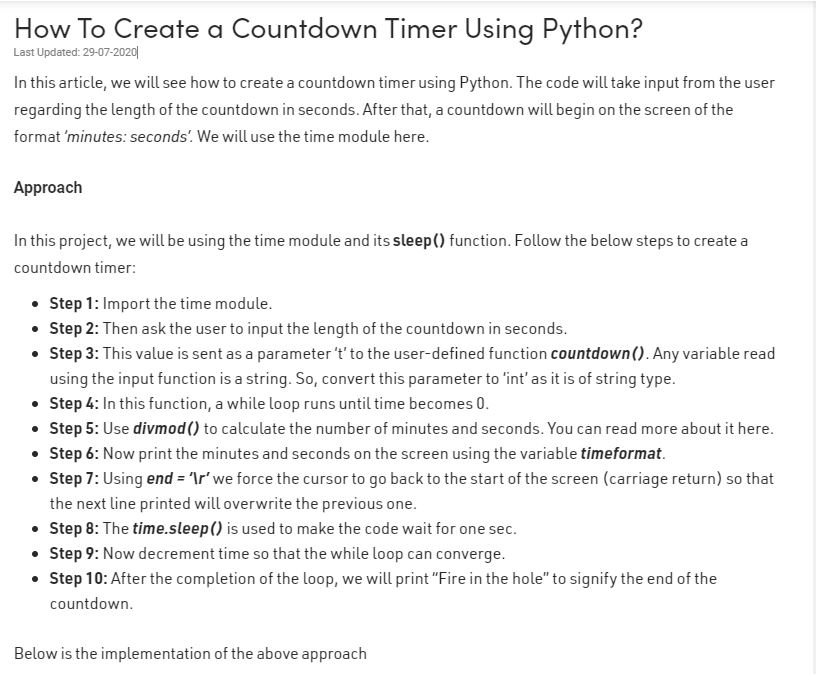 How To Create a Countdown Timer Using Python?
Last Updated: 29-07-2020
In this article, we will see how to create a countdown timer using Python. The code will take input from the user
regarding the length of the countdown in seconds. After that, a countdown will begin on the screen of the
format ‘minutes: seconds’. We will use the time module here.
Approach
In this project, we will be using the time module and its sleep() function. Follow the below steps to create a
countdown timer:
• Step 1: Import the time module.
• Step 2: Then ask the user to input the length of the countdown in seconds.
• Step 3: This value is sent as a parameter ‘t’ to the user-defined function countdown(). Any variable read
using the input function is a string. So, convert this parameter to ‘int’ as it is of string type.
• Step 4: In this function, a while loop runs until time becomes 0.
• Step 5: Use divmod() to calculate the number of minutes and seconds. You can read more about it here.
• Step 6: Now print the minutes and seconds on the screen using the variable timeformat.
• Step 7: Using end = ‘\r’ we force the cursor to go back to the start of the screen (carriage return) so that
the next line printed will overwrite the previous one.
• Step 8: The time.sleep() is used to make the code wait for one sec.
• Step 9: Now decrement time so that the while loop can converge.
• Step 10: After the completion of the loop, we will print “Fire in the hole” to signify the end of the
countdown.
Below is the implementation of the above approach